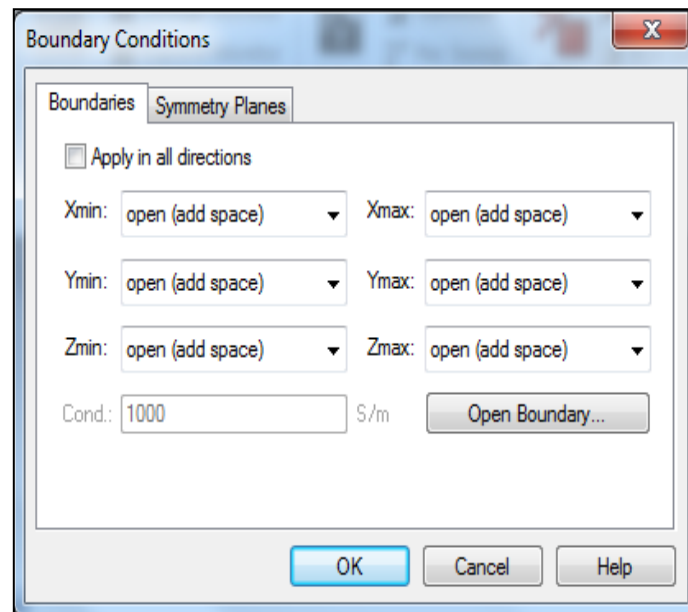 Boundary Conditions
Boundaries Symmetry Planes
Apply in all directions
Xmin: open (add space) Xmax: open (add space)
Ymin: open (add space) Ymax: open (add space)
Zmin: open (add space) Zmax: open (add space)
Cond.: 1000 S/m Open Boundary...
OK Cancel Help